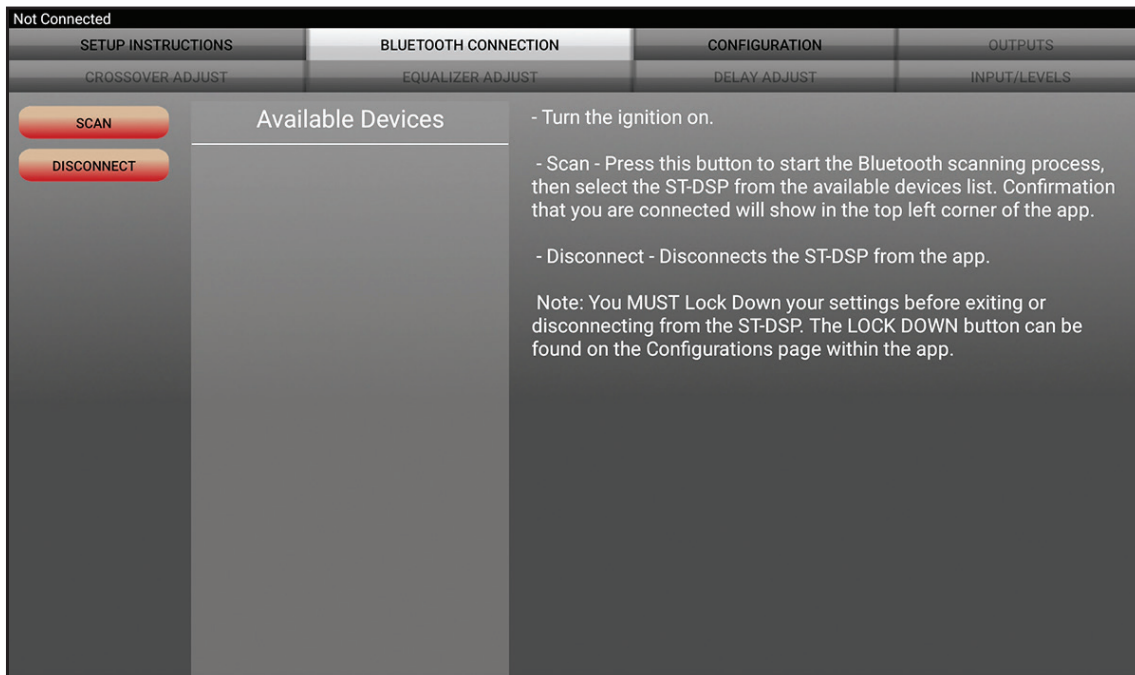 Not Connected
SETUP INSTRUCTIONS BLUETOOTH CONNECTION CONFIGURATION OUTPUTS
CROSSOVER ADJUST EQUALIZER ADJUST DELAY ADJUST INPUT/LEVELS
SCAN
DISCONNECT
Available Devices
- Turn the ignition on.
- Scan - Press this button to start the Bluetooth scanning process,
then select the ST-DSP from the available devices list. Confirmation
that you are connected will show in the top left corner of the app.
- Disconnect - Disconnects the ST-DSP from the app.
Note: You MUST Lock Down your settings before exiting or
disconnecting from the ST-DSP. The LOCK DOWN button can be
found on the Configurations page within the app.